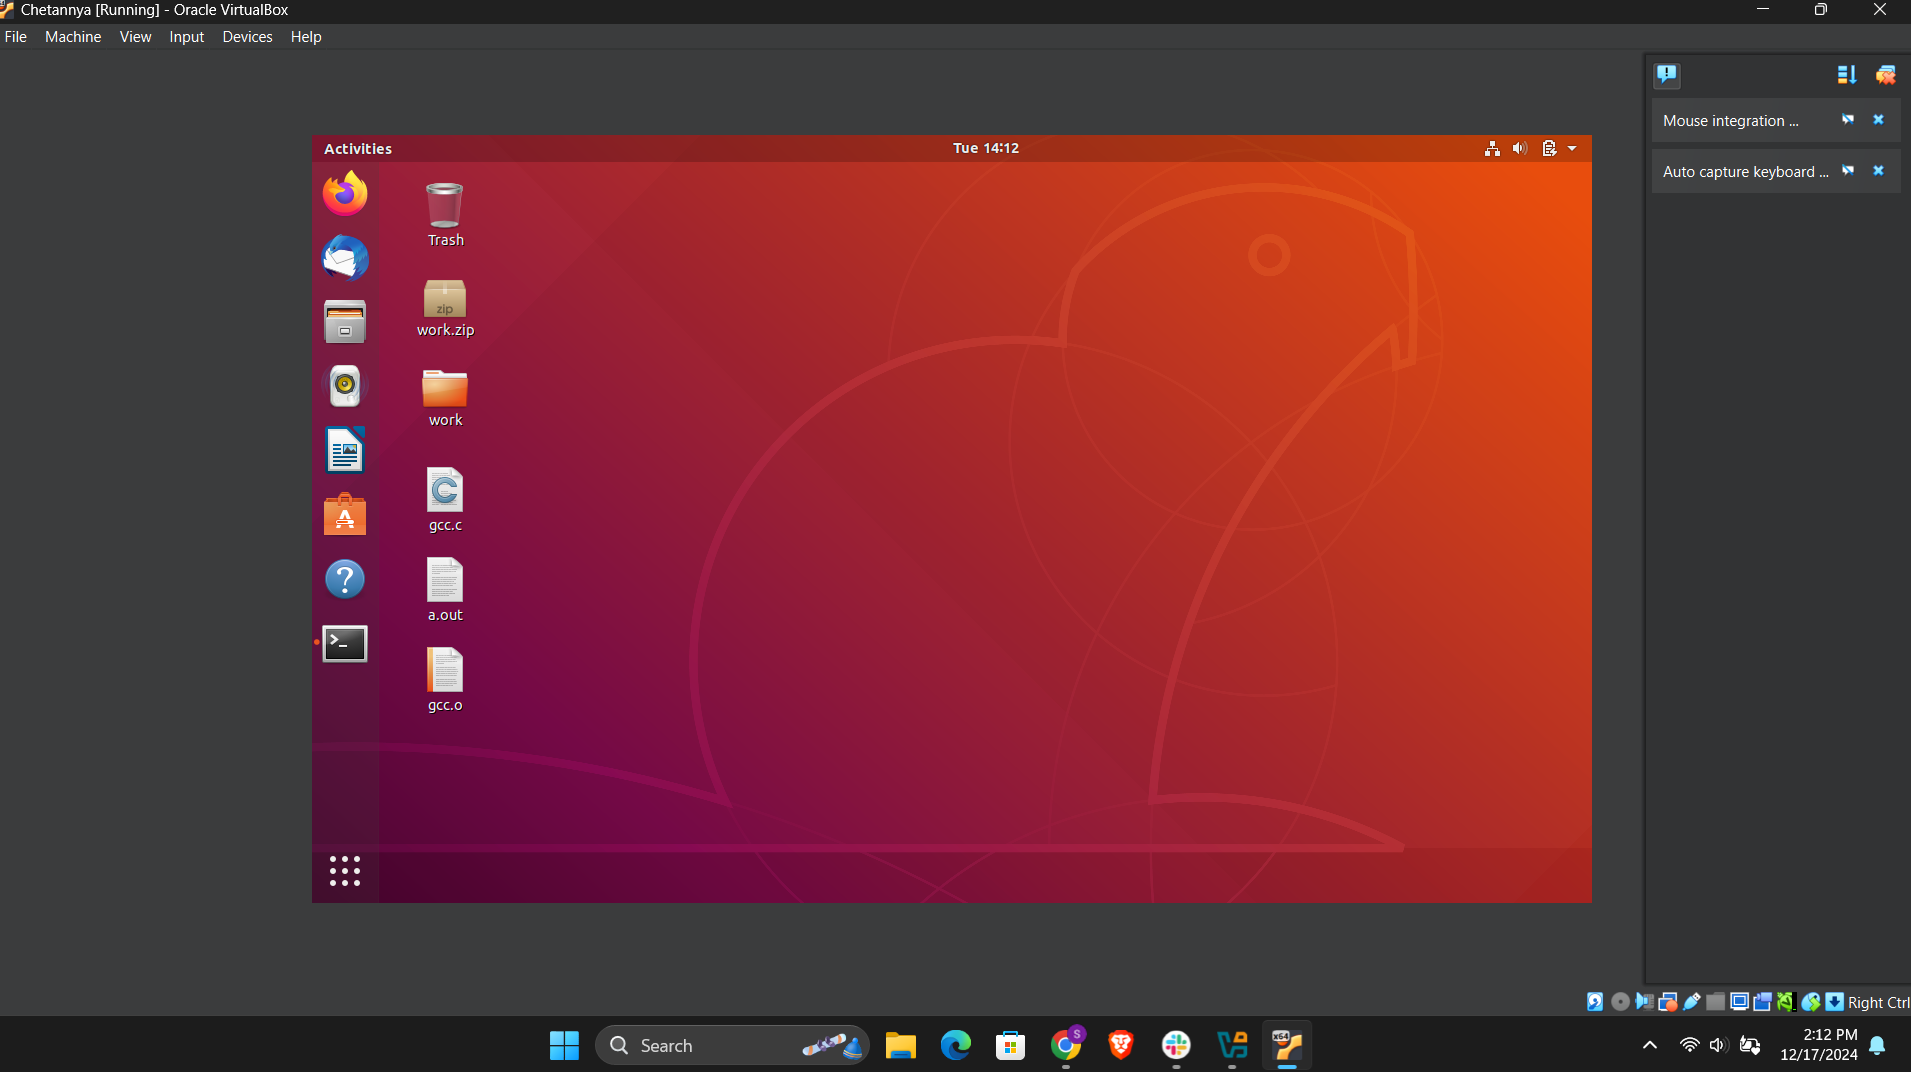 Chetannya [Running] - Oracle VirtualBox
File Machine View Input Devices Help
Mouse integration ...
Auto capture keyboard ...
Activities
Tue 14:12
Trash
zip
work.zip
work
C
gcc.c
a.out
gcc.o
Right Ctrl
Search
S
x64
2:12 PM
12/17/2024